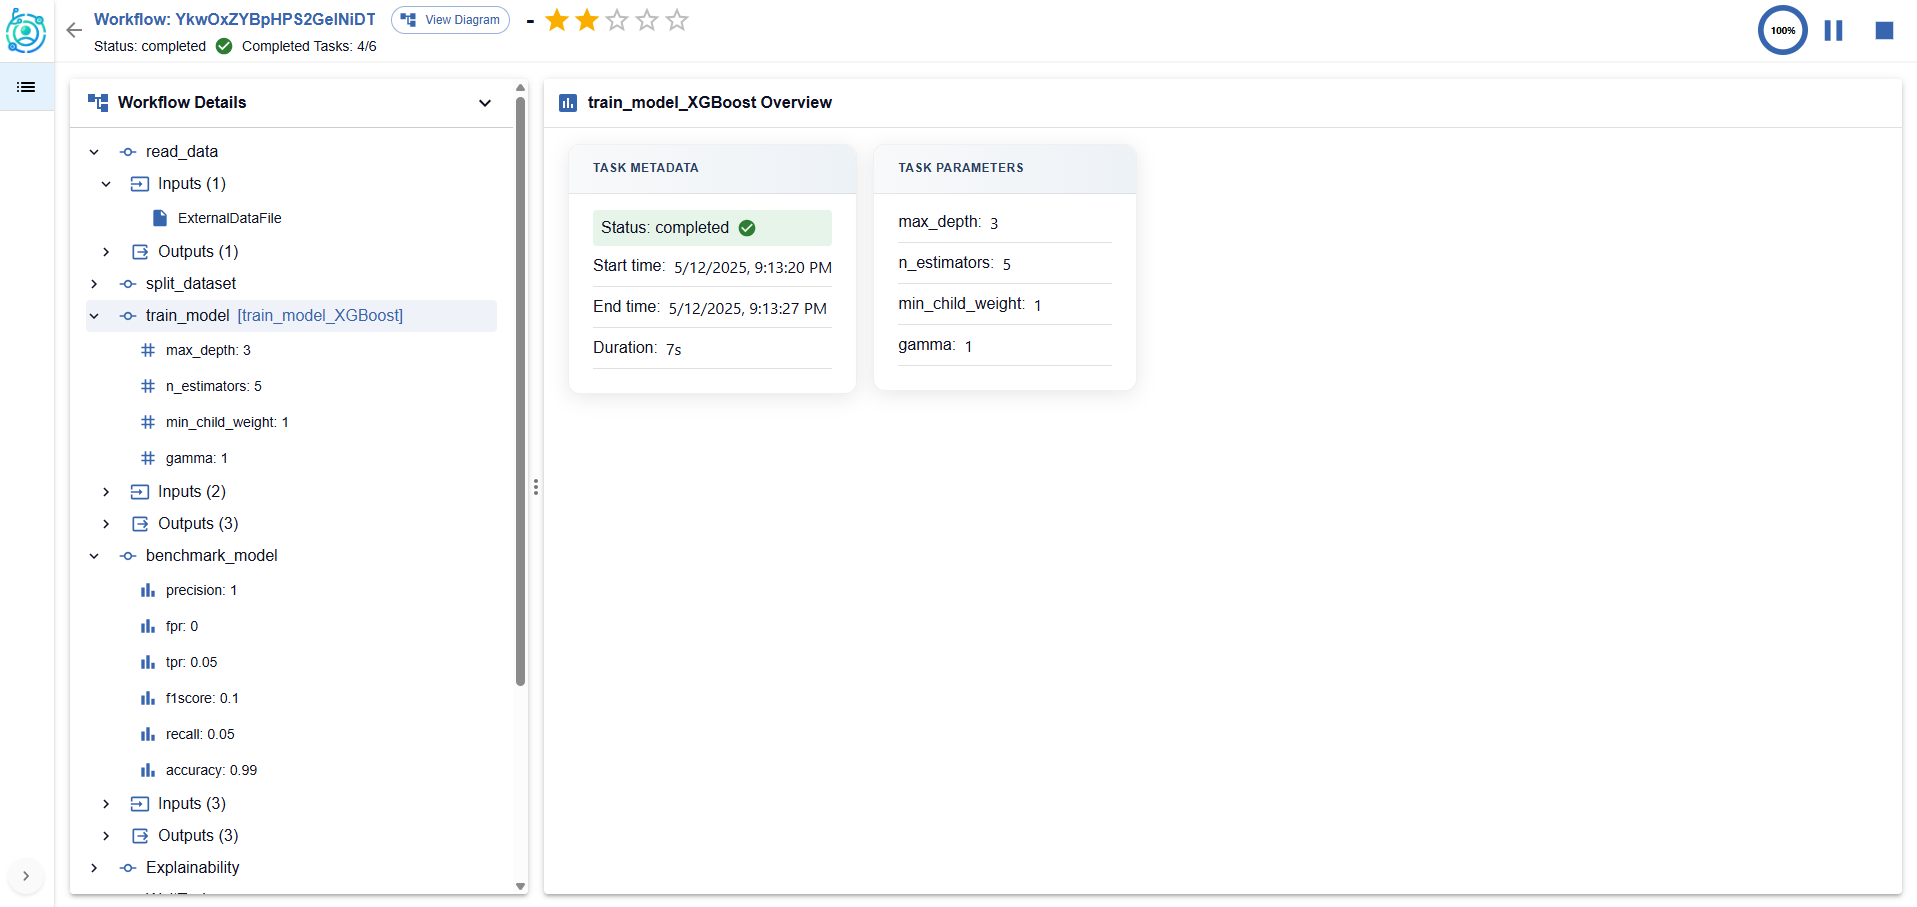 Workflow: YkwOxZYBpHPS2GeINiDT
View Diagram
-
Status: completed
Completed Tasks: 4/6
100%
Workflow Details
read_data
Inputs (1)
ExternalDataFile
Outputs (1)
split_dataset
train_model [train_model_XGBoost]
max_depth: 3
n_estimators: 5
min_child_weight: 1
gamma: 1
Inputs (2)
Outputs (3)
benchmark_model
precision: 1
fpr: 0
tpr: 0.05
f1score: 0.1
recall: 0.05
accuracy: 0.99
Inputs (3)
Outputs (3)
Explainability
train_model_XGBoost Overview
TASK METADATA
Status: completed
Start time: 5/12/2025, 9:13:20 PM
End time: 5/12/2025, 9:13:27 PM
Duration: 7s
TASK PARAMETERS
max_depth: 3
n_estimators: 5
min_child_weight: 1
gamma: 1